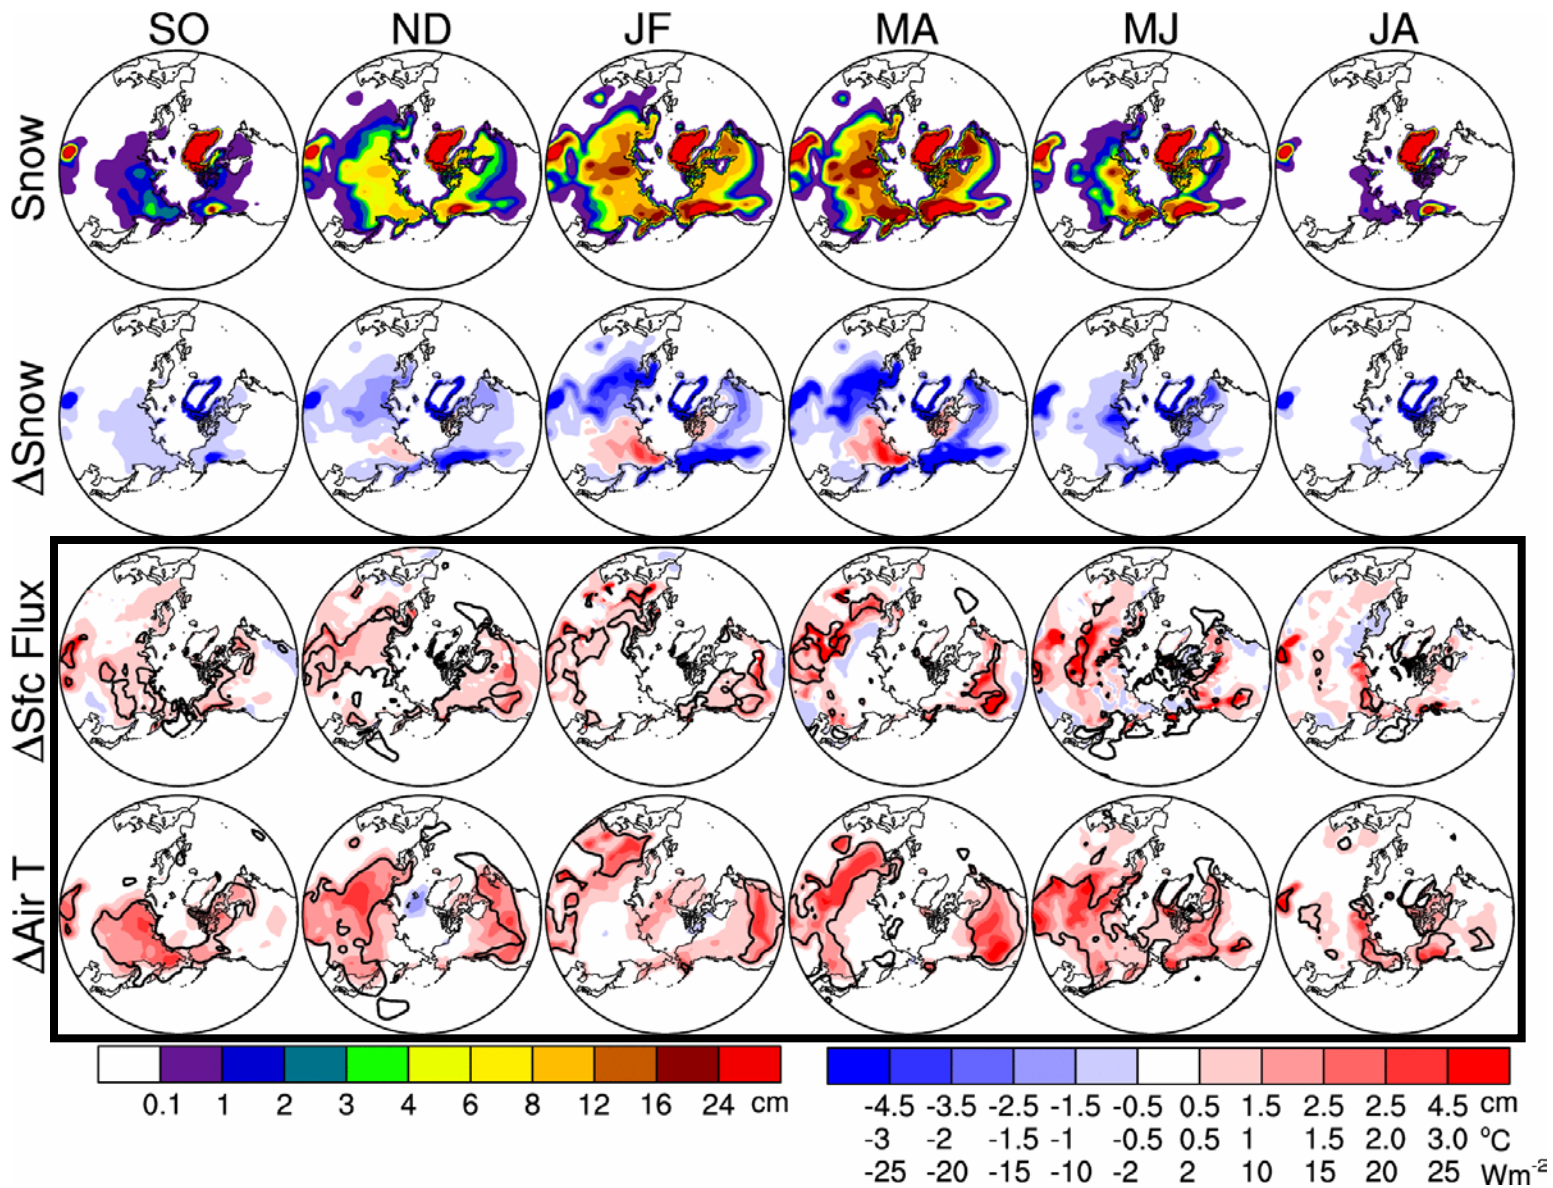 SO ND JF MA MJ JA
Snow
ΔSnow
ΔSfc Flux
ΔAir T
0.1 1 2 3 4 6 8 12 16 24 cm
-4.5 -3.5 -2.5 -1.5 -0.5 0.5 1.5 2.5 2.5 4.5 cm
-3 -2 -1.5 -1 -0.5 0.5 1 1.5 2.0 3.0 °C
-25 -20 -15 -10 -2 2 10 15 20 25 Wm⁻²